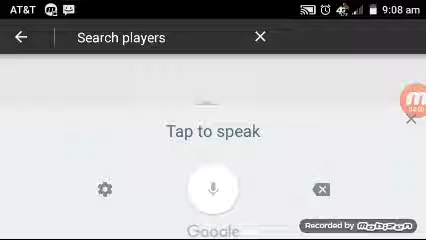 AT&T 9:08 am
Search players
Tap to speak
Google
Recorded by MOBIZEN